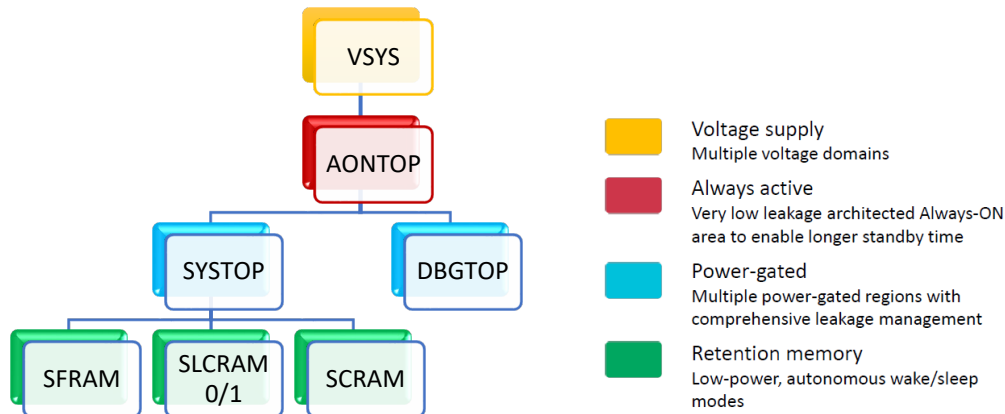 VSYS
AONTOP
SYSTOP
DBGTOP
SFRAM
SLCRAM
0/1
SCRAM
Voltage supply
Multiple voltage domains
Always active
Very low leakage architected Always-ON
area to enable longer standby time
Power-gated
Multiple power-gated regions with
comprehensive leakage management
Retention memory
Low-power, autonomous wake/sleep
modes